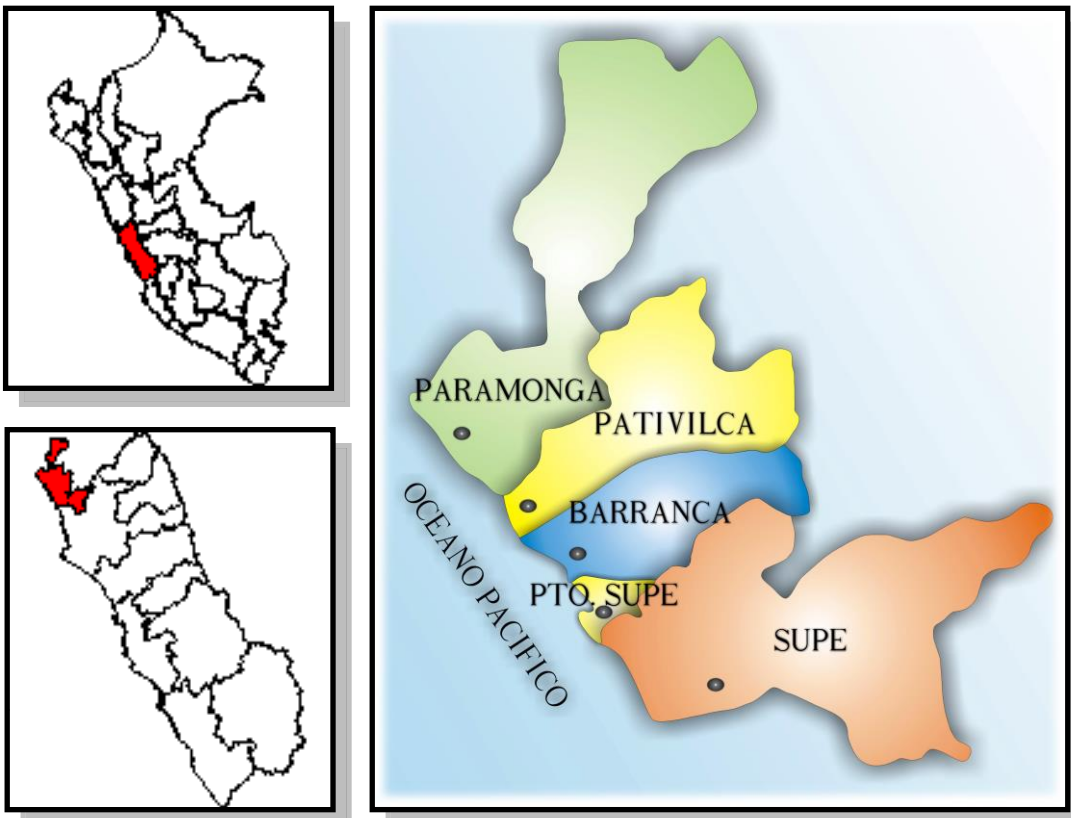 PARAMONGA
PATIVILCA
BARRANCA
OCEANO PACIFICO
PTO. SUPE
SUPE